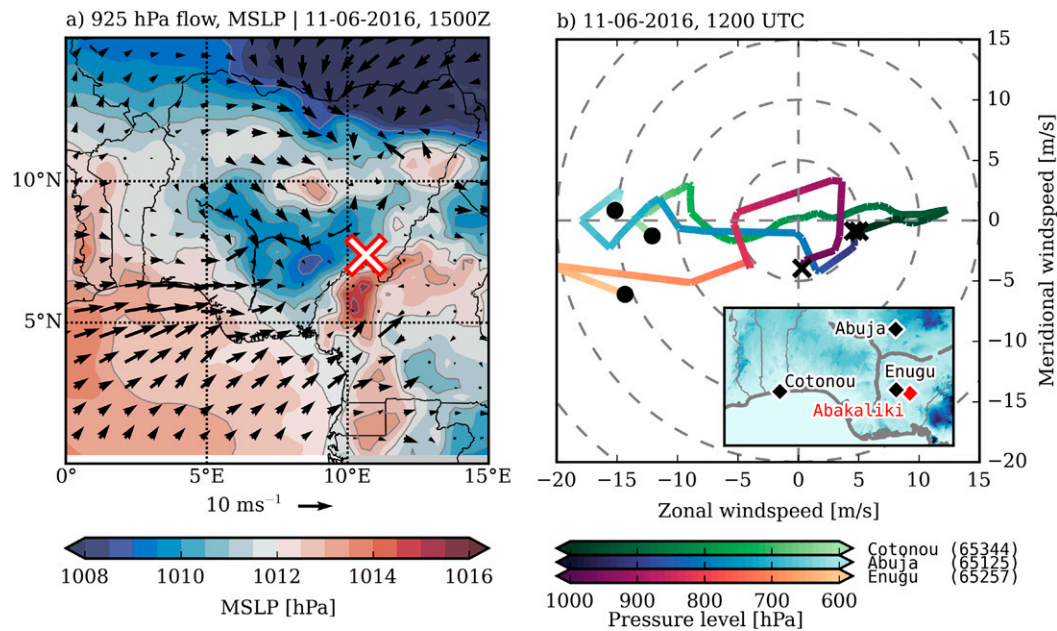 a) 925 hPa flow, MSLP | 11-06-2016, 1500Z
10°N
5°N
0° 5°E 10°E 15°E
10 ms⁻¹
1008 1010 1012 1014 1016
MSLP [hPa]
b) 11-06-2016, 1200 UTC
15
10
5
0
−5
−10
−15
−20
Meridional windspeed [m/s]
Abuja
Enugu
Cotonou
Abakaliki
−20 −15 −10 −5 0 5 10 15
Zonal windspeed [m/s]
Cotonou (65344)
Abuja (65125)
Enugu (65257)
1000 900 800 700 600
Pressure level [hPa]